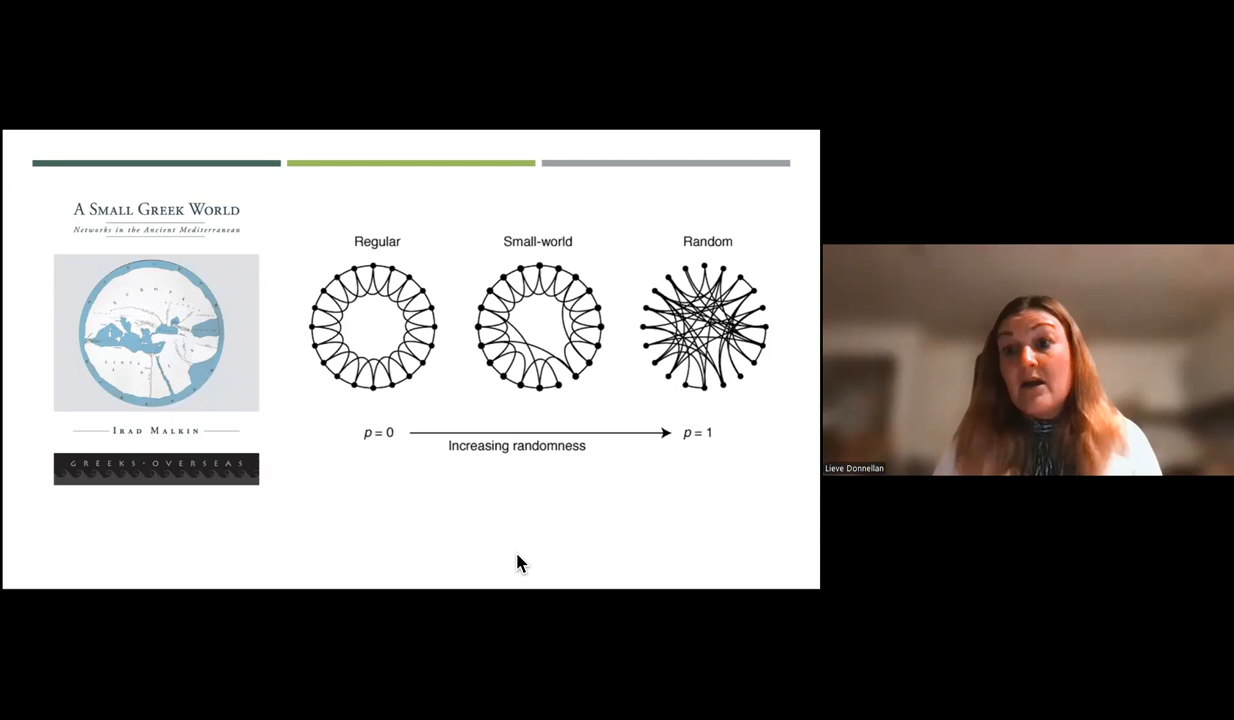 A SMALL GREEK WORLD
Networks in the Ancient Mediterranean
IRAD MALKIN
GREEKS·OVERSEAS
Regular
Small-world
Random
p = 0
Increasing randomness
p = 1
Lieve Donnellan